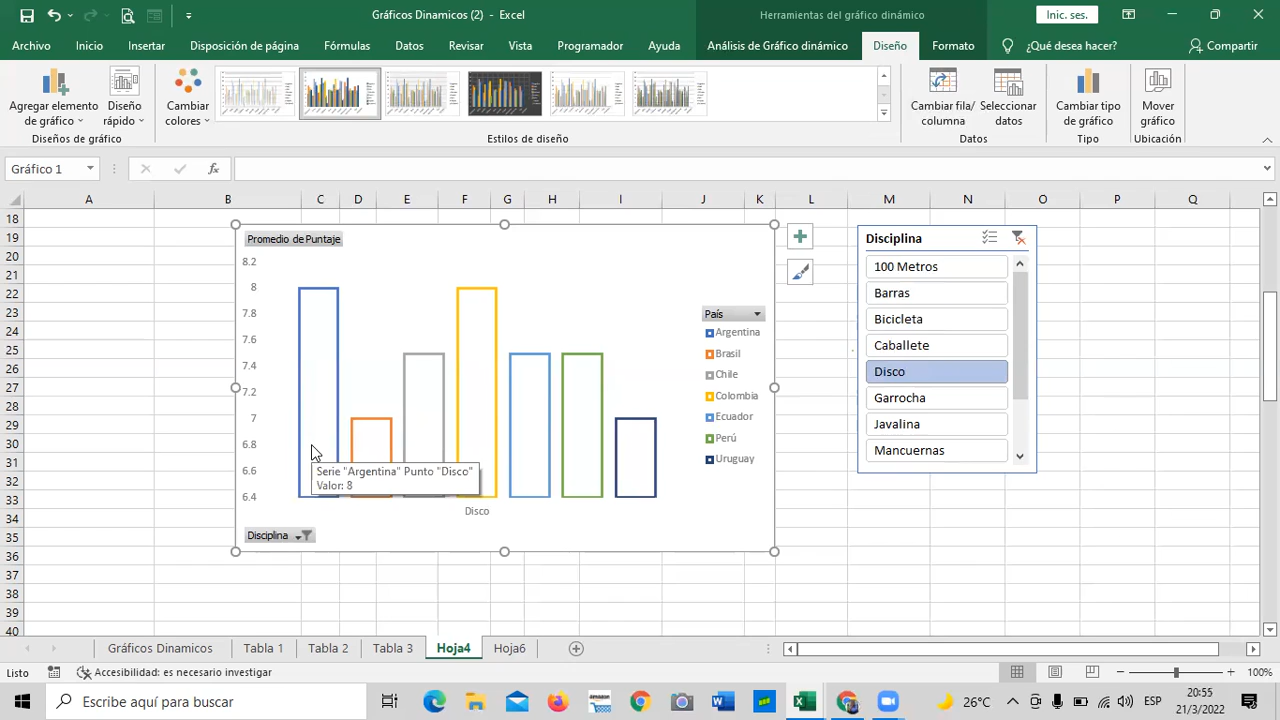 Gráficos Dinamicos (2) - Excel
Herramientas del gráfico dinámico
Inic. ses.
Archivo Inicio Insertar Disposición de página Fórmulas Datos Revisar Vista Programador Ayuda Análisis de Gráfico dinámico Diseño Formato ¿Qué desea hacer? Compartir
Agregar elemento de gráfico
Diseño rápido
Cambiar colores
Cambiar fila/columna
Seleccionar datos
Cambiar tipo de gráfico
Mover gráfico
Diseños de gráfico Estilos de diseño Datos Tipo Ubicación
Gráfico 1 fx
A B C D E F G H I J K L M N O P Q
18
19
20
21
22
23
24
25
26
27
28
29
30
31
32
33
34
35
36
37
38
39
40
Promedio de Puntaje
8.2
8
7.8
7.6
7.4
7.2
7
6.8
6.6
6.4
Serie "Argentina" Punto "Disco"
Valor: 8
Disco
Disciplina
País
Argentina
Brasil
Chile
Colombia
Ecuador
Perú
Uruguay
Disciplina
100 Metros
Barras
Bicicleta
Caballete
Disco
Garrocha
Javalina
Mancuernas
Gráficos Dinamicos Tabla 1 Tabla 2 Tabla 3 Hoja4 Hoja6
Listo Accesibilidad: es necesario investigar 100%
Escribe aquí para buscar 26°C ESP
20:55
21/3/2022